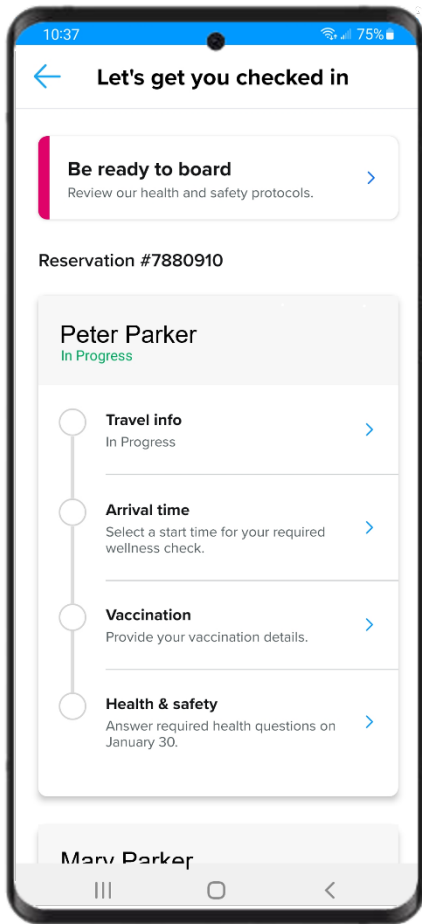 10:37
75%
Let's get you checked in
Be ready to board
Review our health and safety protocols.
Reservation #7880910
Peter Parker
In Progress
Travel info
In Progress
Arrival time
Select a start time for your required
wellness check.
Vaccination
Provide your vaccination details.
Health & safety
Answer required health questions on
January 30.
Mary Parker